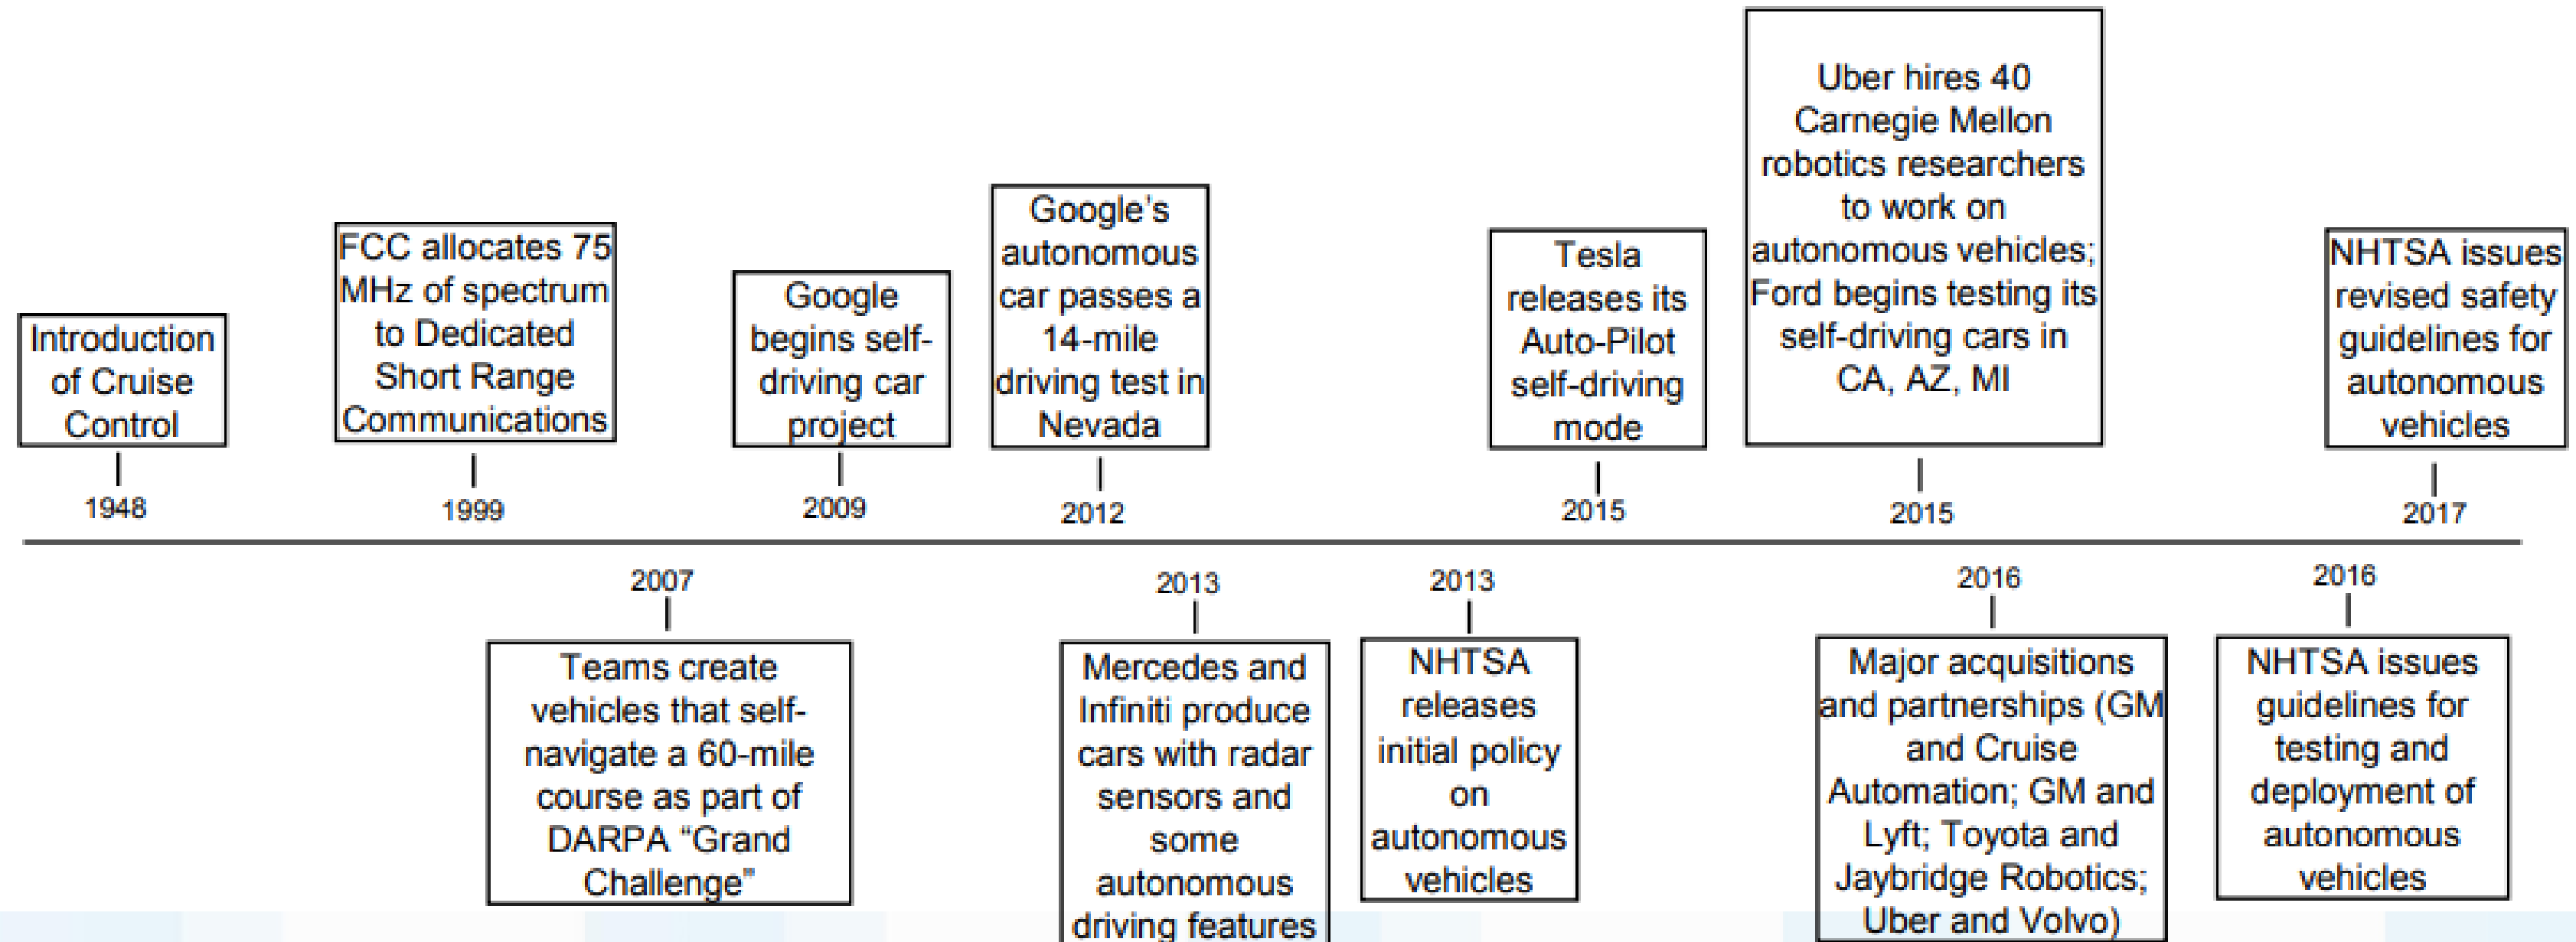 Introduction
of Cruise
Control
1948
FCC allocates 75
MHz of spectrum
to Dedicated
Short Range
Communications
1999
Google
begins self-
driving car
project
2009
Google's
autonomous
car passes a
14-mile
driving test in
Nevada
2012
Tesla
releases its
Auto-Pilot
self-driving
mode
2015
Uber hires 40
Carnegie Mellon
robotics researchers
to work on
autonomous vehicles;
Ford begins testing its
self-driving cars in
CA, AZ, MI
2015
NHTSA issues
revised safety
guidelines for
autonomous
vehicles
2017
2007
Teams create
vehicles that self-
navigate a 60-mile
course as part of
DARPA “Grand
Challenge”
2013
Mercedes and
Infiniti produce
cars with radar
sensors and
some
autonomous
driving features
2013
NHTSA
releases
initial policy
on
autonomous
vehicles
2016
Major acquisitions
and partnerships (GM
and Cruise
Automation; GM and
Lyft; Toyota and
Jaybridge Robotics;
Uber and Volvo)
2016
NHTSA issues
guidelines for
testing and
deployment of
autonomous
vehicles